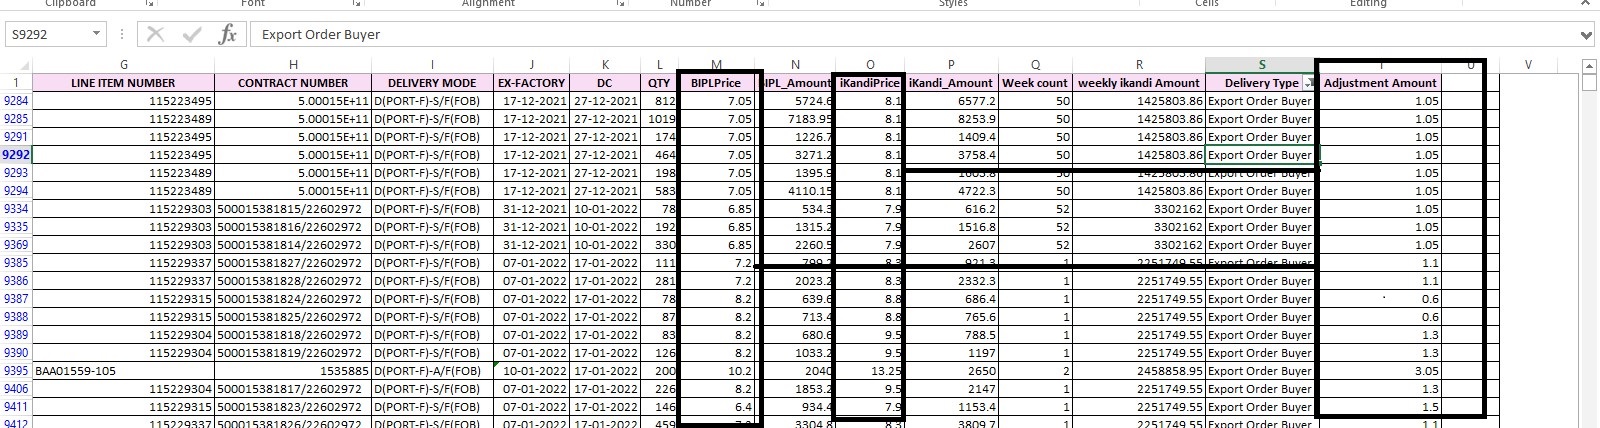 Clipboard Font Alignment Number Styles Cells Editing
S9292 fx Export Order Buyer
G H I J K L M N O P Q R S U V
1 LINE ITEM NUMBER CONTRACT NUMBER DELIVERY MODE EX-FACTORY DC QTY BIPLPrice BIPL_Amount iKandiPrice iKandi_Amount Week count weekly ikandi Amount Delivery Type Adjustment Amount
9284 115223495 5.00015E+11 D(PORT-F)-S/F(FOB) 17-12-2021 27-12-2021 812 7.05 5724.6 8.1 6577.2 50 1425803.86 Export Order Buyer 1.05
9285 115223489 5.00015E+11 D(PORT-F)-S/F(FOB) 17-12-2021 27-12-2021 1019 7.05 7183.95 8.1 8253.9 50 1425803.86 Export Order Buyer 1.05
9291 115223495 5.00015E+11 D(PORT-F)-S/F(FOB) 17-12-2021 27-12-2021 174 7.05 1226.7 8.1 1409.4 50 1425803.86 Export Order Buyer 1.05
9292 115223495 5.00015E+11 D(PORT-F)-S/F(FOB) 17-12-2021 27-12-2021 464 7.05 3271.2 8.1 3758.4 50 1425803.86 Export Order Buyer 1.05
9293 115223489 5.00015E+11 D(PORT-F)-S/F(FOB) 17-12-2021 27-12-2021 198 7.05 1395.9 8.1 1603.8 50 1425803.86 Export Order Buyer 1.05
9294 115223489 5.00015E+11 D(PORT-F)-S/F(FOB) 17-12-2021 27-12-2021 583 7.05 4110.15 8.1 4722.3 50 1425803.86 Export Order Buyer 1.05
9334 115229303 500015381815/22602972 D(PORT-F)-S/F(FOB) 31-12-2021 10-01-2022 78 6.85 534.3 7.9 616.2 52 3302162 Export Order Buyer 1.05
9335 115229303 500015381816/22602972 D(PORT-F)-S/F(FOB) 31-12-2021 10-01-2022 192 6.85 1315.2 7.9 1516.8 52 3302162 Export Order Buyer 1.05
9369 115229303 500015381814/22602972 D(PORT-F)-S/F(FOB) 31-12-2021 10-01-2022 330 6.85 2260.5 7.9 2607 52 3302162 Export Order Buyer 1.05
9385 115229337 500015381827/22602972 D(PORT-F)-S/F(FOB) 07-01-2022 17-01-2022 111 7.2 799.2 8.3 921.3 1 2251749.55 Export Order Buyer 1.1
9386 115229337 500015381828/22602972 D(PORT-F)-S/F(FOB) 07-01-2022 17-01-2022 281 7.2 2023.2 8.3 2332.3 1 2251749.55 Export Order Buyer 1.1
9387 115229315 500015381824/22602972 D(PORT-F)-S/F(FOB) 07-01-2022 17-01-2022 78 8.2 639.6 8.8 686.4 1 2251749.55 Export Order Buyer 0.6
9388 115229315 500015381825/22602972 D(PORT-F)-S/F(FOB) 07-01-2022 17-01-2022 87 8.2 713.4 8.8 765.6 1 2251749.55 Export Order Buyer 0.6
9389 115229304 500015381818/22602972 D(PORT-F)-S/F(FOB) 07-01-2022 17-01-2022 83 8.2 680.6 9.5 788.5 1 2251749.55 Export Order Buyer 1.3
9390 115229304 500015381819/22602972 D(PORT-F)-S/F(FOB) 07-01-2022 17-01-2022 126 8.2 1033.2 9.5 1197 1 2251749.55 Export Order Buyer 1.3
9395 BAA01559-105 1535885 D(PORT-F)-A/F(FOB) 10-01-2022 17-01-2022 200 10.2 2040 13.25 2650 2 2458858.95 Export Order Buyer 3.05
9406 115229304 500015381817/22602972 D(PORT-F)-S/F(FOB) 07-01-2022 17-01-2022 226 8.2 1853.2 9.5 2147 1 2251749.55 Export Order Buyer 1.3
9411 115229315 500015381823/22602972 D(PORT-F)-S/F(FOB) 07-01-2022 17-01-2022 146 6.4 934.4 7.9 1153.4 1 2251749.55 Export Order Buyer 1.5
9412 115229337 500015381826/22602972 D(PORT-F)-S/F(FOB) 07-01-2022 17-01-2022 459 7.2 3304.8 8.3 3809.7 1 2251749.55 Export Order Buyer 1.1